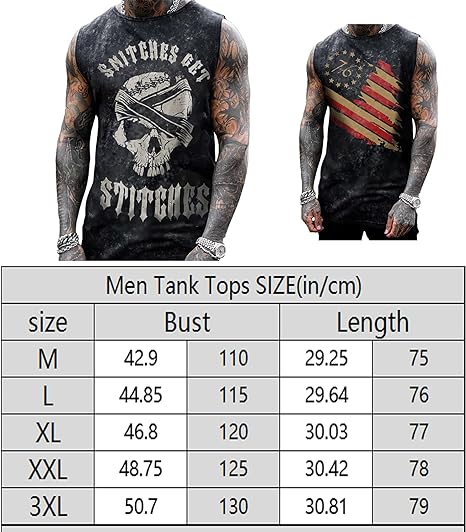 SNITCHES GET
STITCHES
76
Men Tank Tops SIZE(in/cm)
size Bust Length
M 42.9 110 29.25 75
L 44.85 115 29.64 76
XL 46.8 120 30.03 77
XXL 48.75 125 30.42 78
3XL 50.7 130 30.81 79